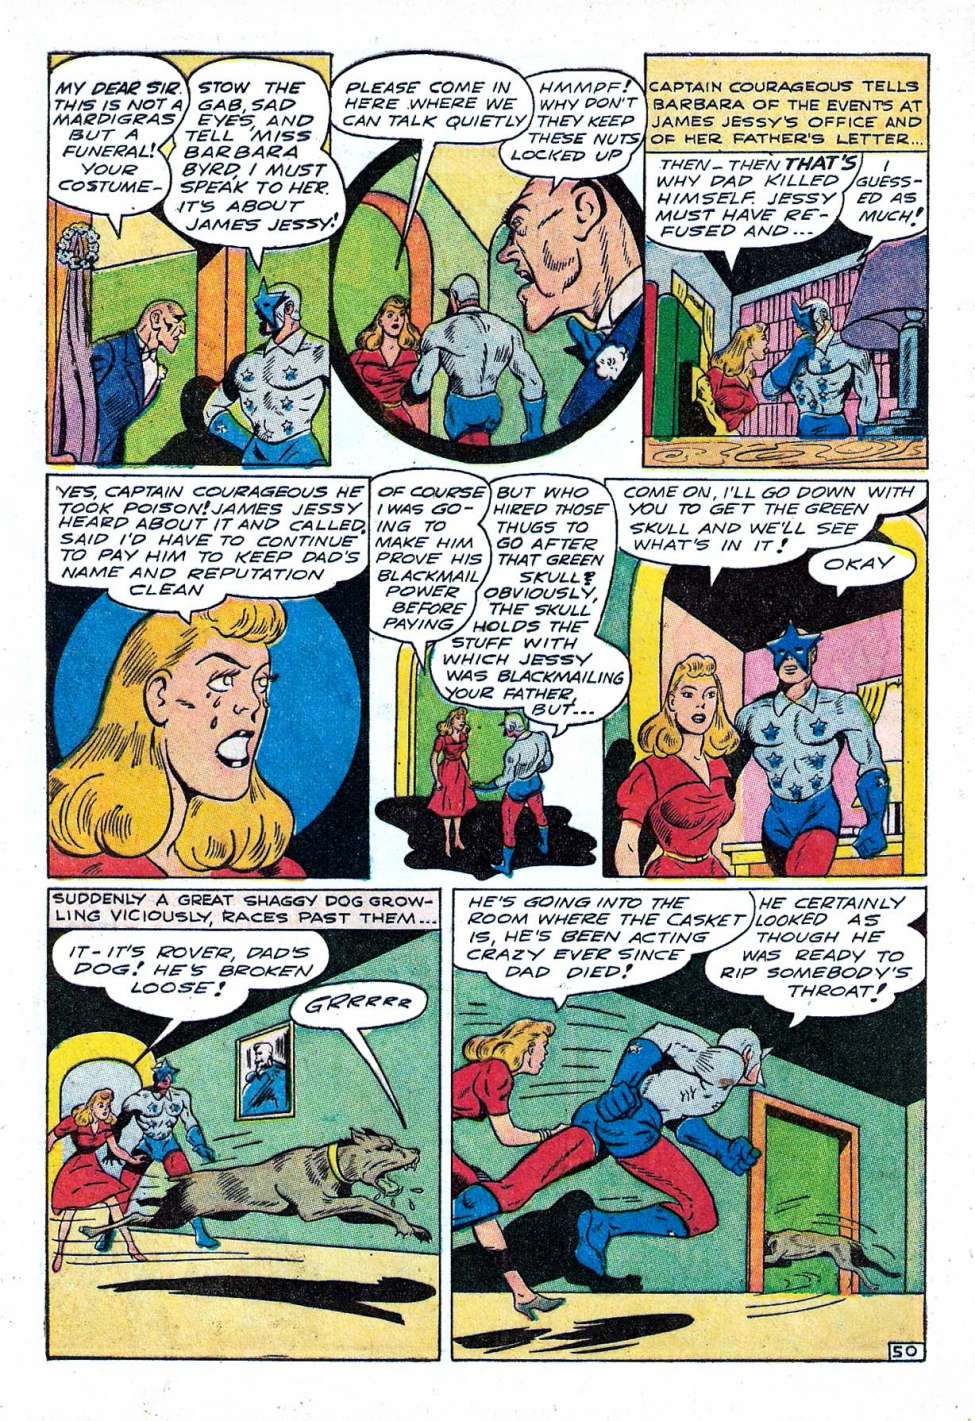 MY DEAR SIR.
THIS IS NOT A
MARDIGRAS
BUT A
FUNERAL!
YOUR
COSTUME-
STOW THE
GAB, SAD
EYES, AND
TELL MISS
BARBARA
BYRD, I MUST
SPEAK TO HER.
IT'S ABOUT
JAMES JESSY!
PLEASE COME IN
HERE WHERE WE
CAN TALK QUIETLY
HMMPF!
WHY DON'T
THEY KEEP
THESE NUTS
LOCKED UP
CAPTAIN COURAGEOUS TELLS
BARBARA OF THE EVENTS AT
JAMES JESSY'S OFFICE AND
OF HER FATHER'S LETTER...
THEN-THEN THAT'S
WHY DAD KILLED
HIMSELF. JESSY
MUST HAVE RE-
FUSED AND...
I
GUESS-
ED AS
MUCH!
YES, CAPTAIN COURAGEOUS HE
TOOK POISON! JAMES JESSY
HEARD ABOUT IT AND CALLED,
SAID I'D HAVE TO CONTINUE
TO PAY HIM TO KEEP DAD'S
NAME AND REPUTATION
CLEAN
OF COURSE
I WAS GO-
ING TO
MAKE HIM
PROVE HIS
BLACKMAIL
POWER
BEFORE
PAYING
BUT WHO
HIRED THOSE
THUGS TO
GO AFTER
THAT GREEN
SKULL?
OBVIOUSLY,
THE SKULL
HOLDS THE
STUFF WITH
WHICH JESSY
WAS BLACKMAILING
YOUR FATHER,
BUT...
COME ON, I'LL GO DOWN WITH
YOU TO GET THE GREEN
SKULL AND WE'LL SEE
WHAT'S IN IT!
OKAY
SUDDENLY A GREAT SHAGGY DOG GROW-
LING VICIOUSLY, RACES PAST THEM...
IT-IT'S ROVER, DAD'S
DOG! HE'S BROKEN
LOOSE!
GRRRRR
HE'S GOING INTO THE
ROOM WHERE THE CASKET
IS, HE'S BEEN ACTING
CRAZY EVER SINCE
DAD DIED!
HE CERTAINLY
LOOKED AS
THOUGH HE
WAS READY TO
RIP SOMEBODY'S
THROAT!
50